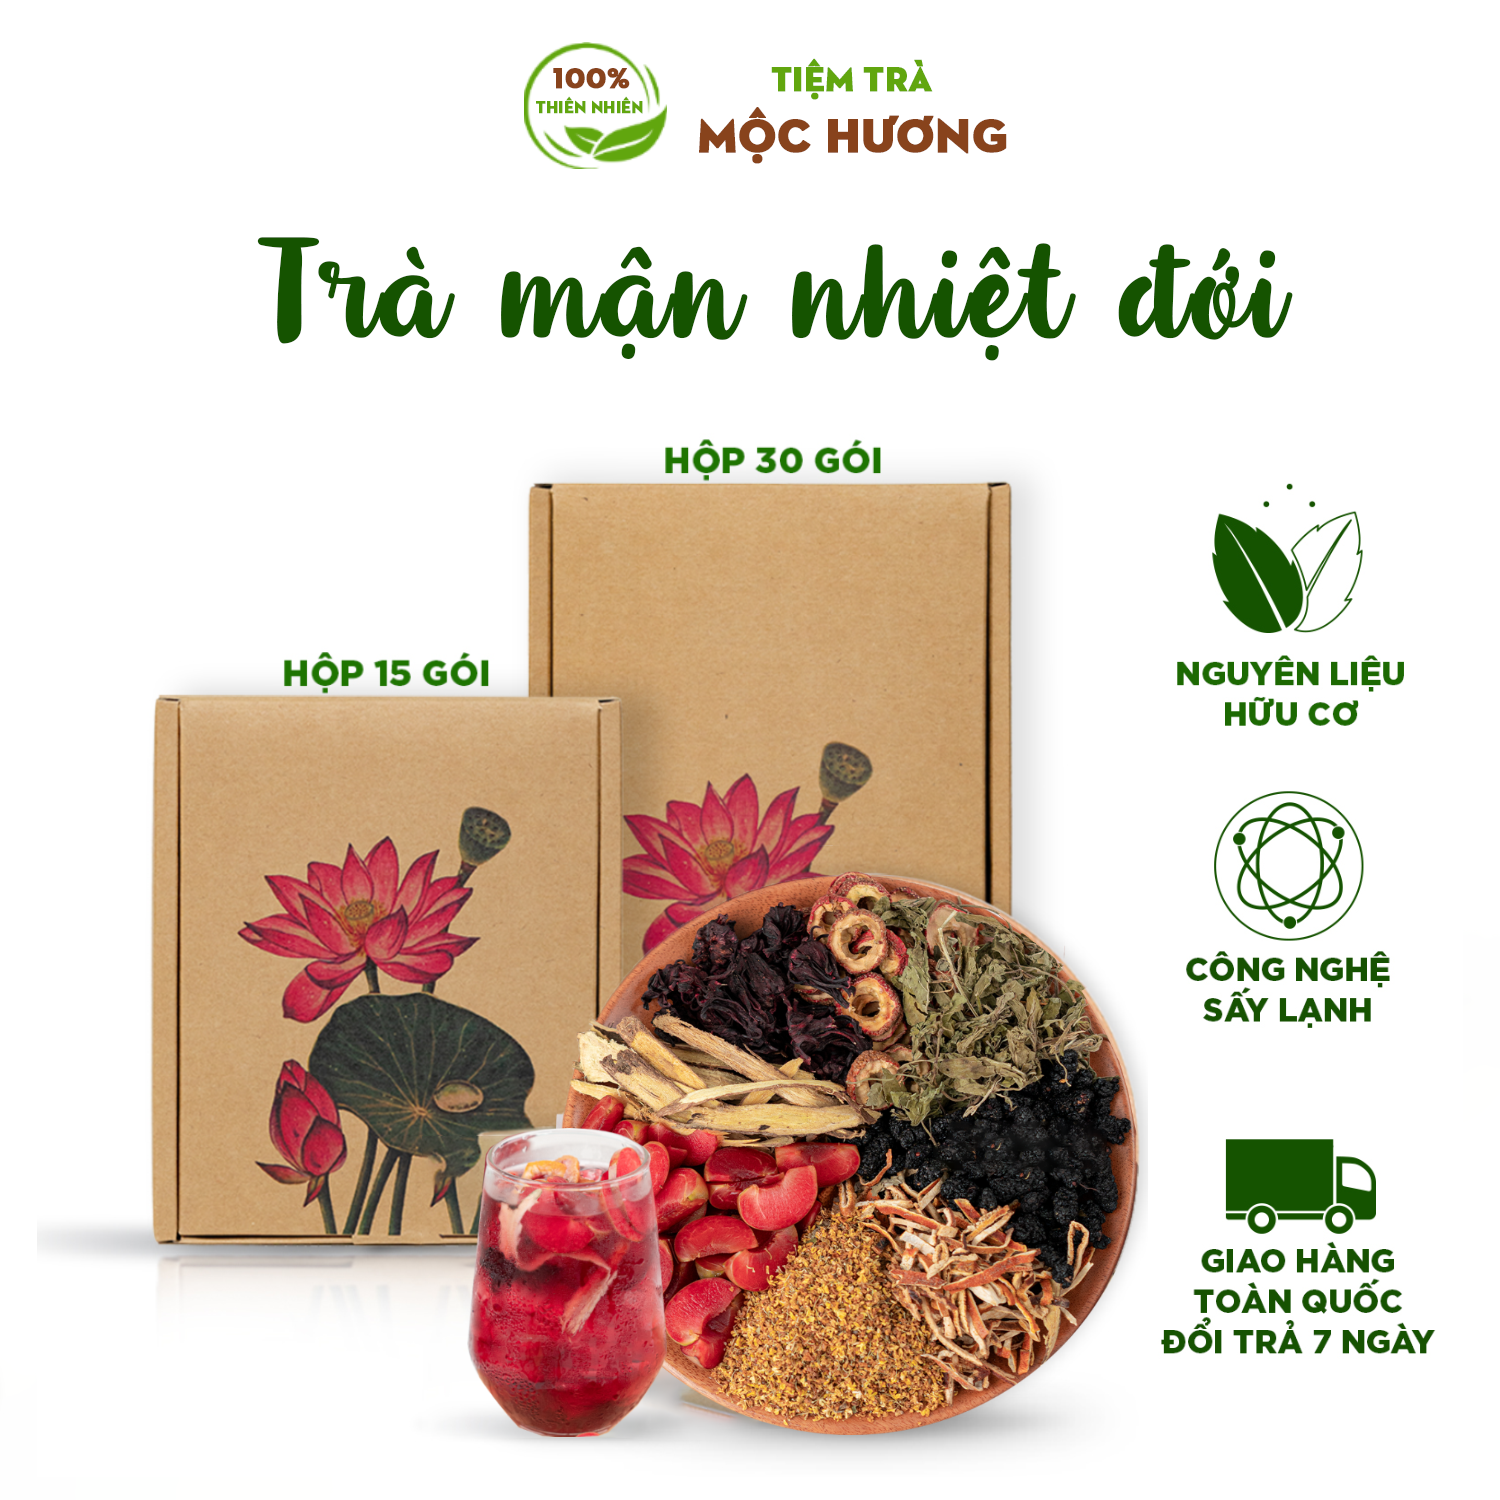 100%
THIÊN NHIÊN
TIỆM TRÀ
MỘC HƯƠNG
Trà mận nhiệt đới
HỘP 30 GÓI
HỘP 15 GÓI
NGUYÊN LIỆU
HỮU CƠ
CÔNG NGHỆ
SẤY LẠNH
GIAO HÀNG
TOÀN QUỐC
ĐỔI TRẢ 7 NGÀY